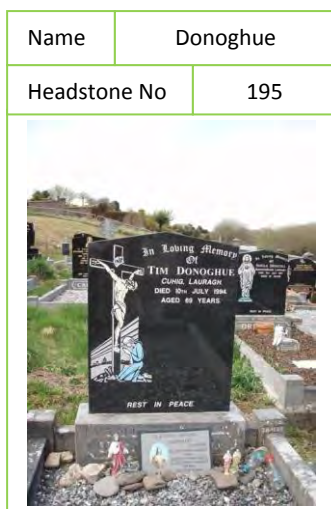 Name Donoghue
Headstone No 195
In Loving Memory
Of
TIM DONOGHUE
CUHIG, LAURAGH
DIED 10TH JULY 1994
AGED 69 YEARS
REST IN PEACE